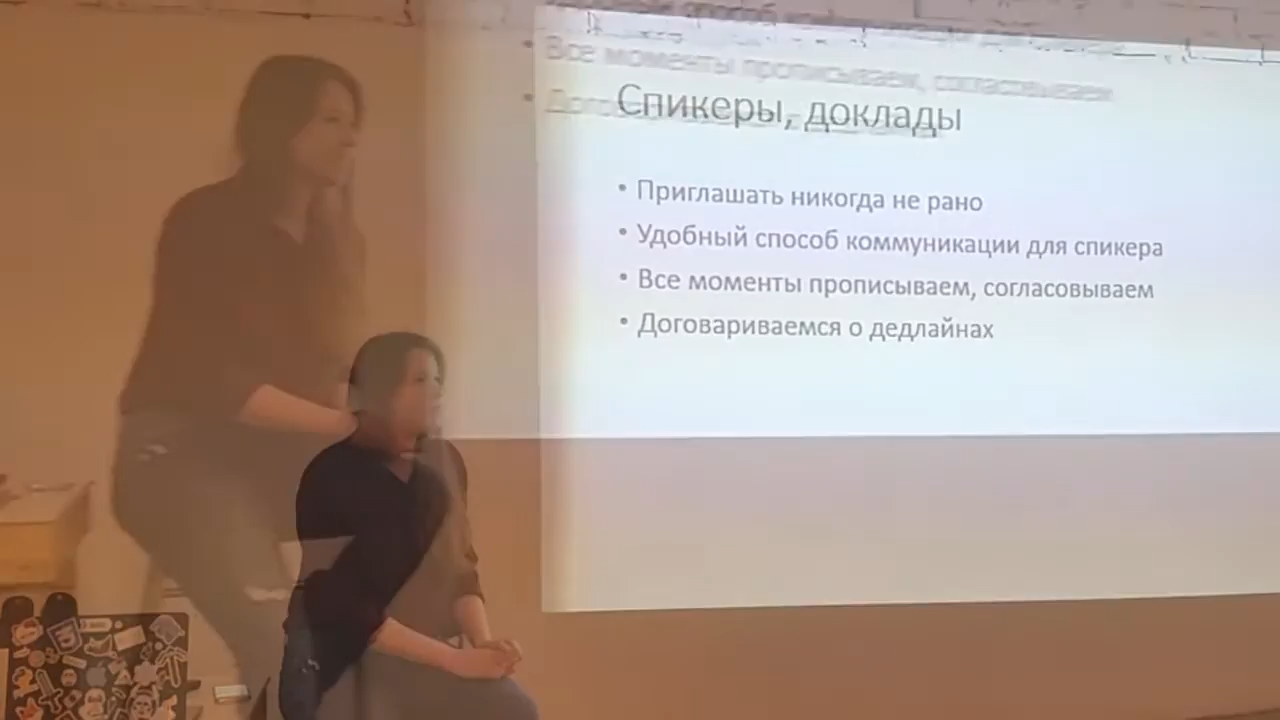 Все моменты прописываем, согласовываем
Спикеры, доклады
• Приглашать никогда не рано
• Удобный способ коммуникации для спикера
• Все моменты прописываем, согласовываем
• Договариваемся о дедлайнах